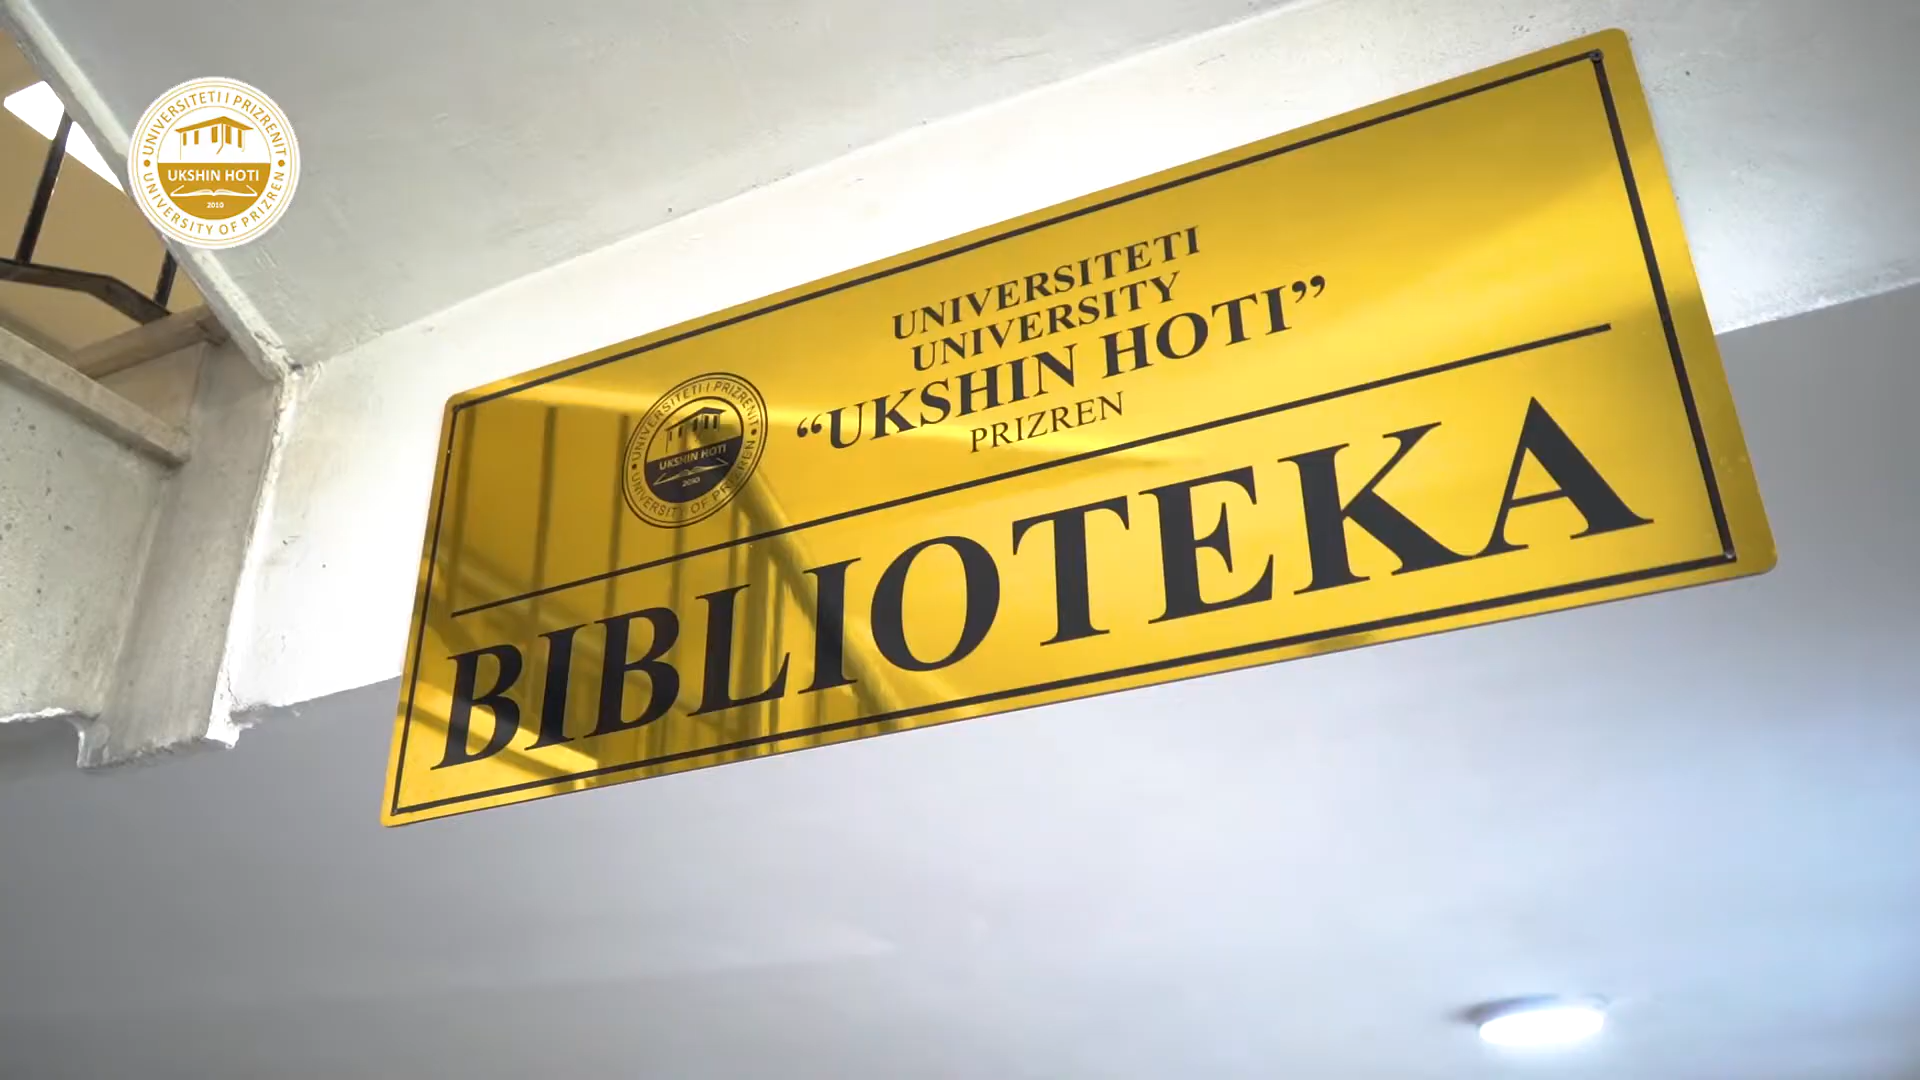 UNIVERSITETI I PRIZRENIT
UKSHIN HOTI
2010
UNIVERSITY OF PRIZREN
UNIVERSITETI
UNIVERSITY
“UKSHIN HOTI”
PRIZREN
UNIVERSITETI I PRIZRENIT
UKSHIN HOTI
2010
UNIVERSITY OF PRIZREN
BIBLIOTEKA